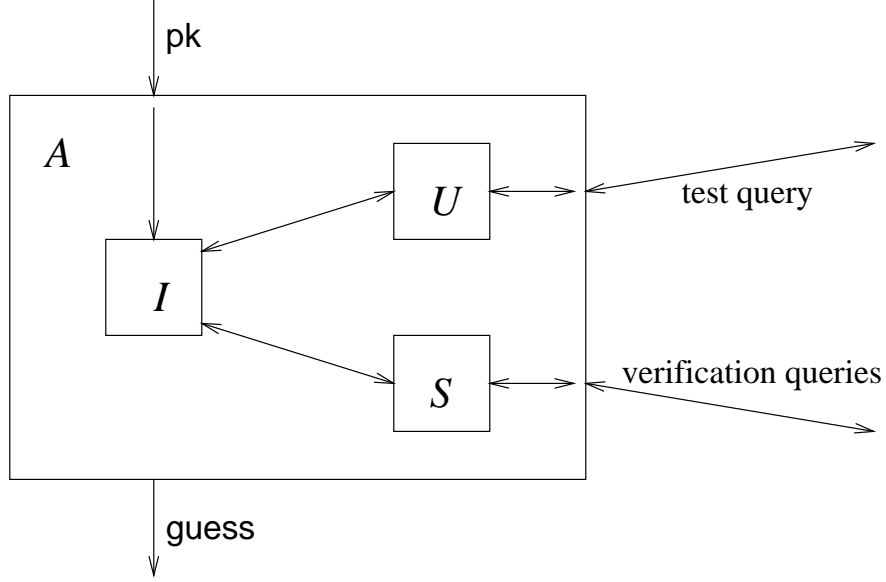 pk
A
U
test query
I
verification queries
S
guess